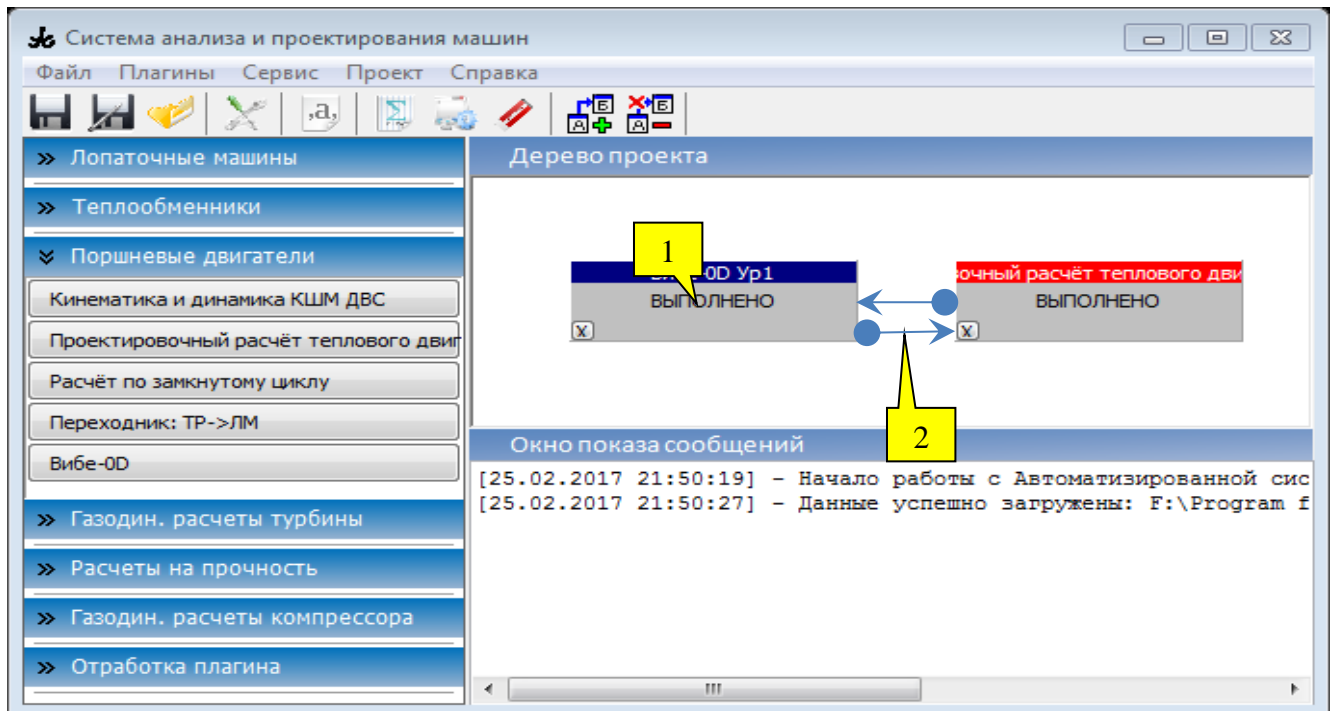 Система анализа и проектирования машин
Файл Плагины Сервис Проект Справка
,a,
Б
А
Б
А
Лопаточные машины
Теплообменники
Поршневые двигатели
Кинематика и динамика КШМ ДВС
Проектировочный расчёт теплового двиг
Расчёт по замкнутому циклу
Переходник: ТР->ЛМ
Вибе-0D
Газодин. расчеты турбины
Расчеты на прочность
Газодин. расчеты компрессора
Отработка плагина
Дерево проекта
1
-0D Ур1
ВЫПОЛНЕНО
X
очный расчёт теплового дви
ВЫПОЛНЕНО
X
2
Окно показа сообщений
[25.02.2017 21:50:19] - Начало работы с Автоматизированной сис
[25.02.2017 21:50:27] - Данные успешно загружены: F:\Program f